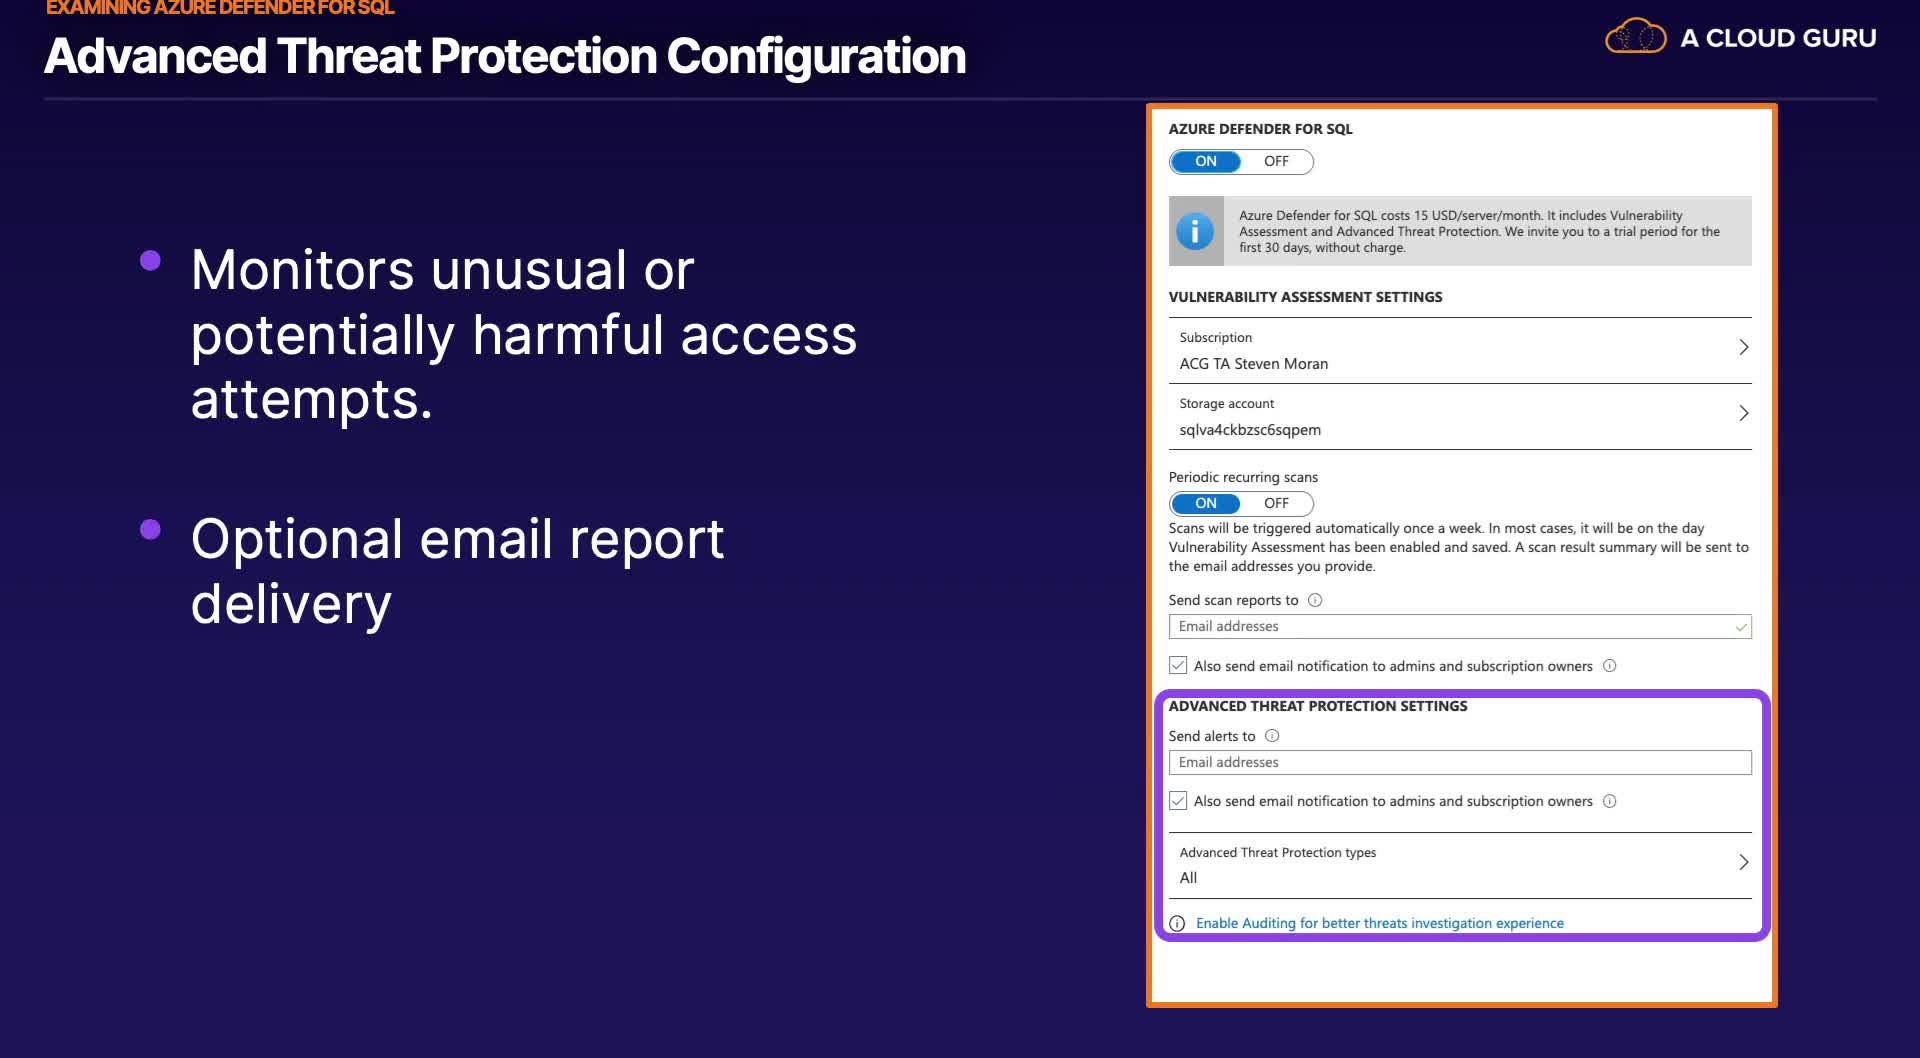 EXAMINING AZURE DEFENDER FOR SQL
Advanced Threat Protection Configuration
A CLOUD GURU
Monitors unusual or
potentially harmful access
attempts.
Optional email report
delivery
AZURE DEFENDER FOR SQL
ON OFF
Azure Defender for SQL costs 15 USD/server/month. It includes Vulnerability
Assessment and Advanced Threat Protection. We invite you to a trial period for the
first 30 days, without charge.
VULNERABILITY ASSESSMENT SETTINGS
Subscription
ACG TA Steven Moran
Storage account
sqlva4ckbzsc6sqpem
Periodic recurring scans
ON OFF
Scans will be triggered automatically once a week. In most cases, it will be on the day
Vulnerability Assessment has been enabled and saved. A scan result summary will be sent to
the email addresses you provide.
Send scan reports to
Email addresses
Also send email notification to admins and subscription owners
ADVANCED THREAT PROTECTION SETTINGS
Send alerts to
Email addresses
Also send email notification to admins and subscription owners
Advanced Threat Protection types
All
Enable Auditing for better threats investigation experience